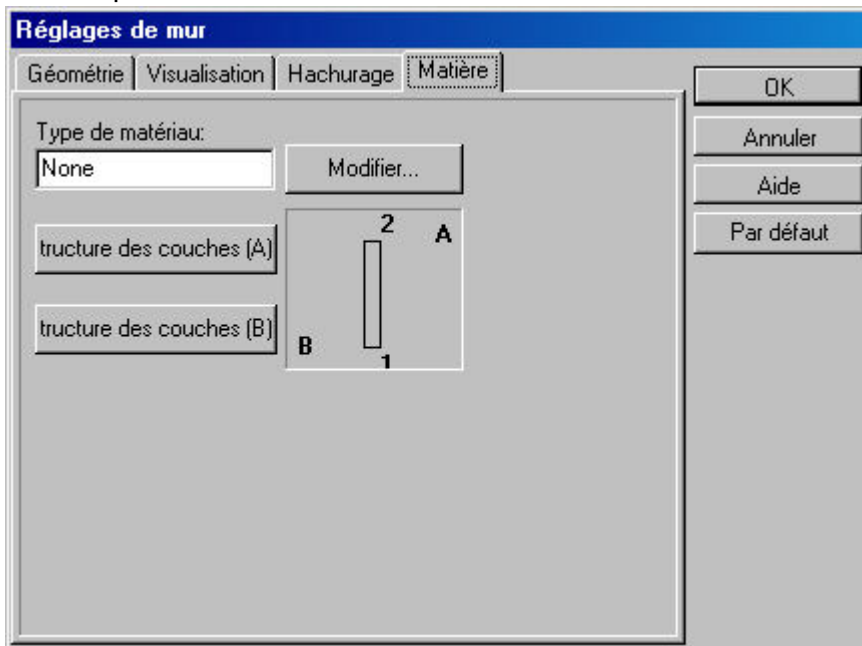 Réglages de mur
Géométrie Visualisation Hachurage Matière
Type de matériau:
None
Modifier...
tructure des couches (A)
tructure des couches (B)
2
A
B
1
OK
Annuler
Aide
Par défaut